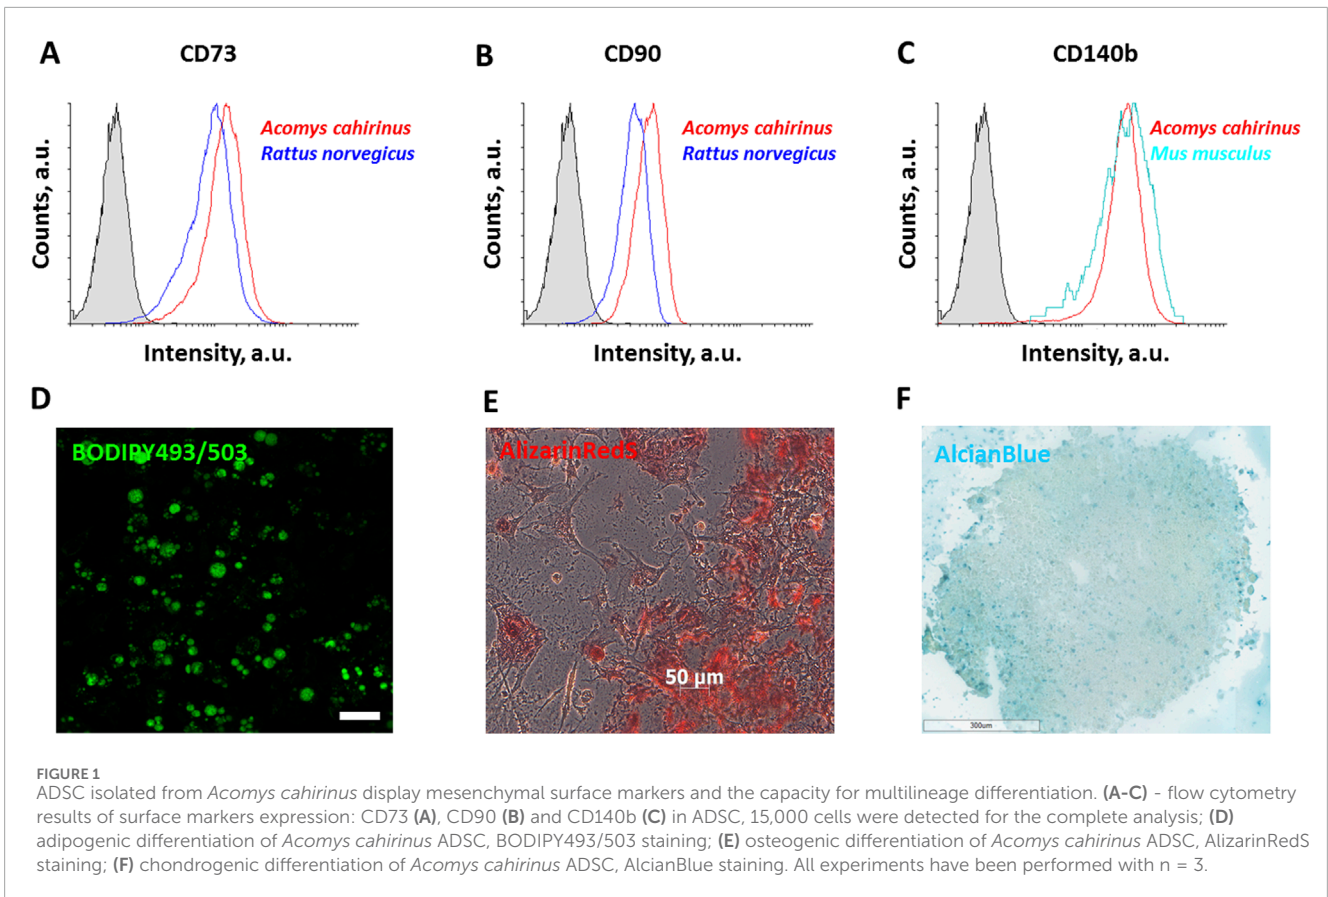 A
CD73
Acomys cahirinus
Rattus norvegicus
Counts, a.u.
Intensity, a.u.
B
CD90
Acomys cahirinus
Rattus norvegicus
Counts, a.u.
Intensity, a.u.
C
CD140b
Acomys cahirinus
Mus musculus
Counts, a.u.
Intensity, a.u.
D
BODIPY493/503
E
AlizarinRedS
50 µm
F
AlcianBlue
300um
FIGURE 1
ADSC isolated from Acomys cahirinus display mesenchymal surface markers and the capacity for multilineage differentiation. (A-C) - flow cytometry
results of surface markers expression: CD73 (A), CD90 (B) and CD140b (C) in ADSC, 15,000 cells were detected for the complete analysis; (D)
adipogenic differentiation of Acomys cahirinus ADSC, BODIPY493/503 staining; (E) osteogenic differentiation of Acomys cahirinus ADSC, AlizarinRedS
staining; (F) chondrogenic differentiation of Acomys cahirinus ADSC, AlcianBlue staining. All experiments have been performed with n = 3.